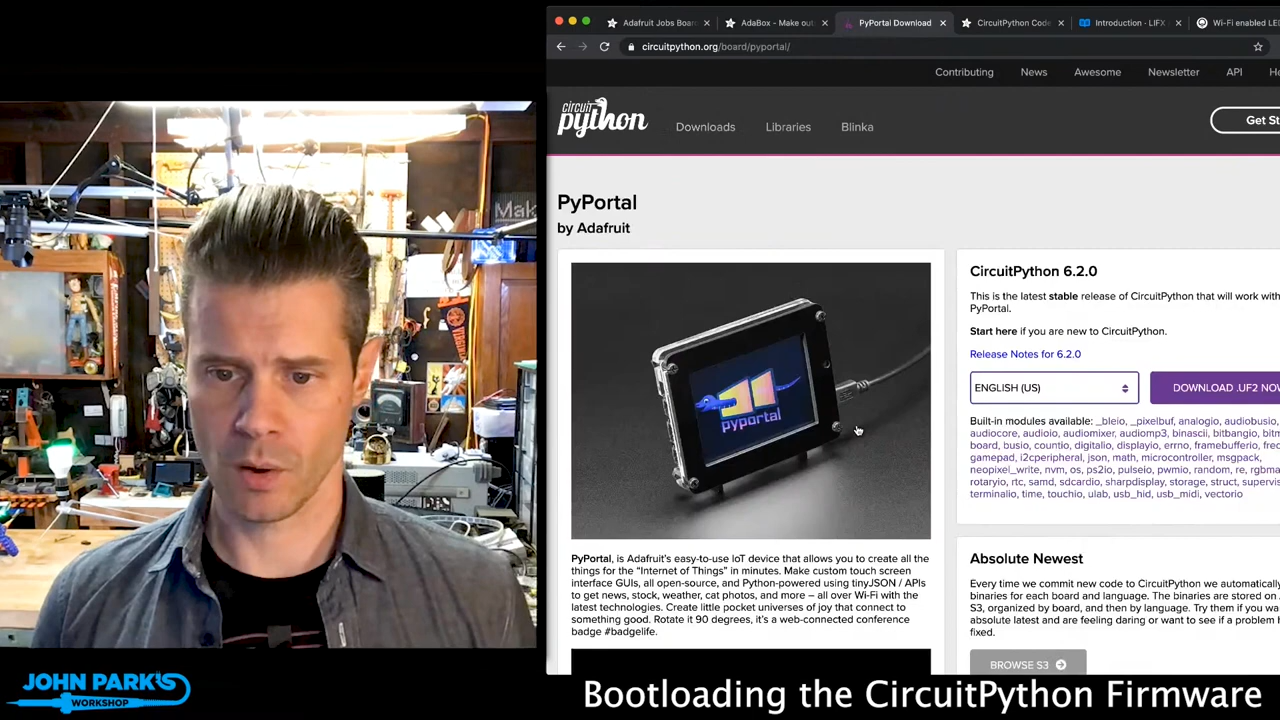 Adafruit Jobs Boar
AdaBox - Make out
PyPortal Download
CircuitPython Code
Introduction - LIFX
Wi-Fi enabled LE
circuitpython.org/board/pyportal/
Contributing
News
Awesome
Newsletter
API
He
circuit
python
Downloads
Libraries
Blinka
Get St
PyPortal
by Adafruit
pyportal
CircuitPython 6.2.0
This is the latest stable release of CircuitPython that will work with
PyPortal.
Start here if you are new to CircuitPython.
Release Notes for 6.2.0
ENGLISH (US)
DOWNLOAD .UF2 NOW
Built-in modules available: _bleio, _pixelbuf, analogio, audiobusio,
audiocore, audioio, audiomixer, audiomp3, binascii, bitbangio, bitm
board, busio, countio, digitalio, displayio, errno, framebufferio, freq
gamepad, i2cperipheral, json, math, microcontroller, msgpack,
neopixel_write, nvm, os, ps2io, pulseio, pwmio, random, re, rgbma
rotaryio, rtc, samd, sdcardio, sharpdisplay, storage, struct, supervis
terminalio, time, touchio, ulab, usb_hid, usb_midi, vectorio
PyPortal, is Adafruit's easy-to-use IoT device that allows you to create all the
things for the “Internet of Things” in minutes. Make custom touch screen
interface GUIs, all open-source, and Python-powered using tinyJSON / APIs
to get news, stock, weather, cat photos, and more – all over Wi-Fi with the
latest technologies. Create little pocket universes of joy that connect to
something good. Rotate it 90 degrees, it's a web-connected conference
badge #badgelife.
Absolute Newest
Every time we commit new code to CircuitPython we automatically
binaries for each board and language. The binaries are stored on
S3, organized by board, and then by language. Try them if you wa
absolute latest and are feeling daring or want to see if a problem h
fixed.
BROWSE S3
Mak
VIRGINIA
JOHN PARK'S
WORKSHOP
Bootloading the CircuitPython Firmware